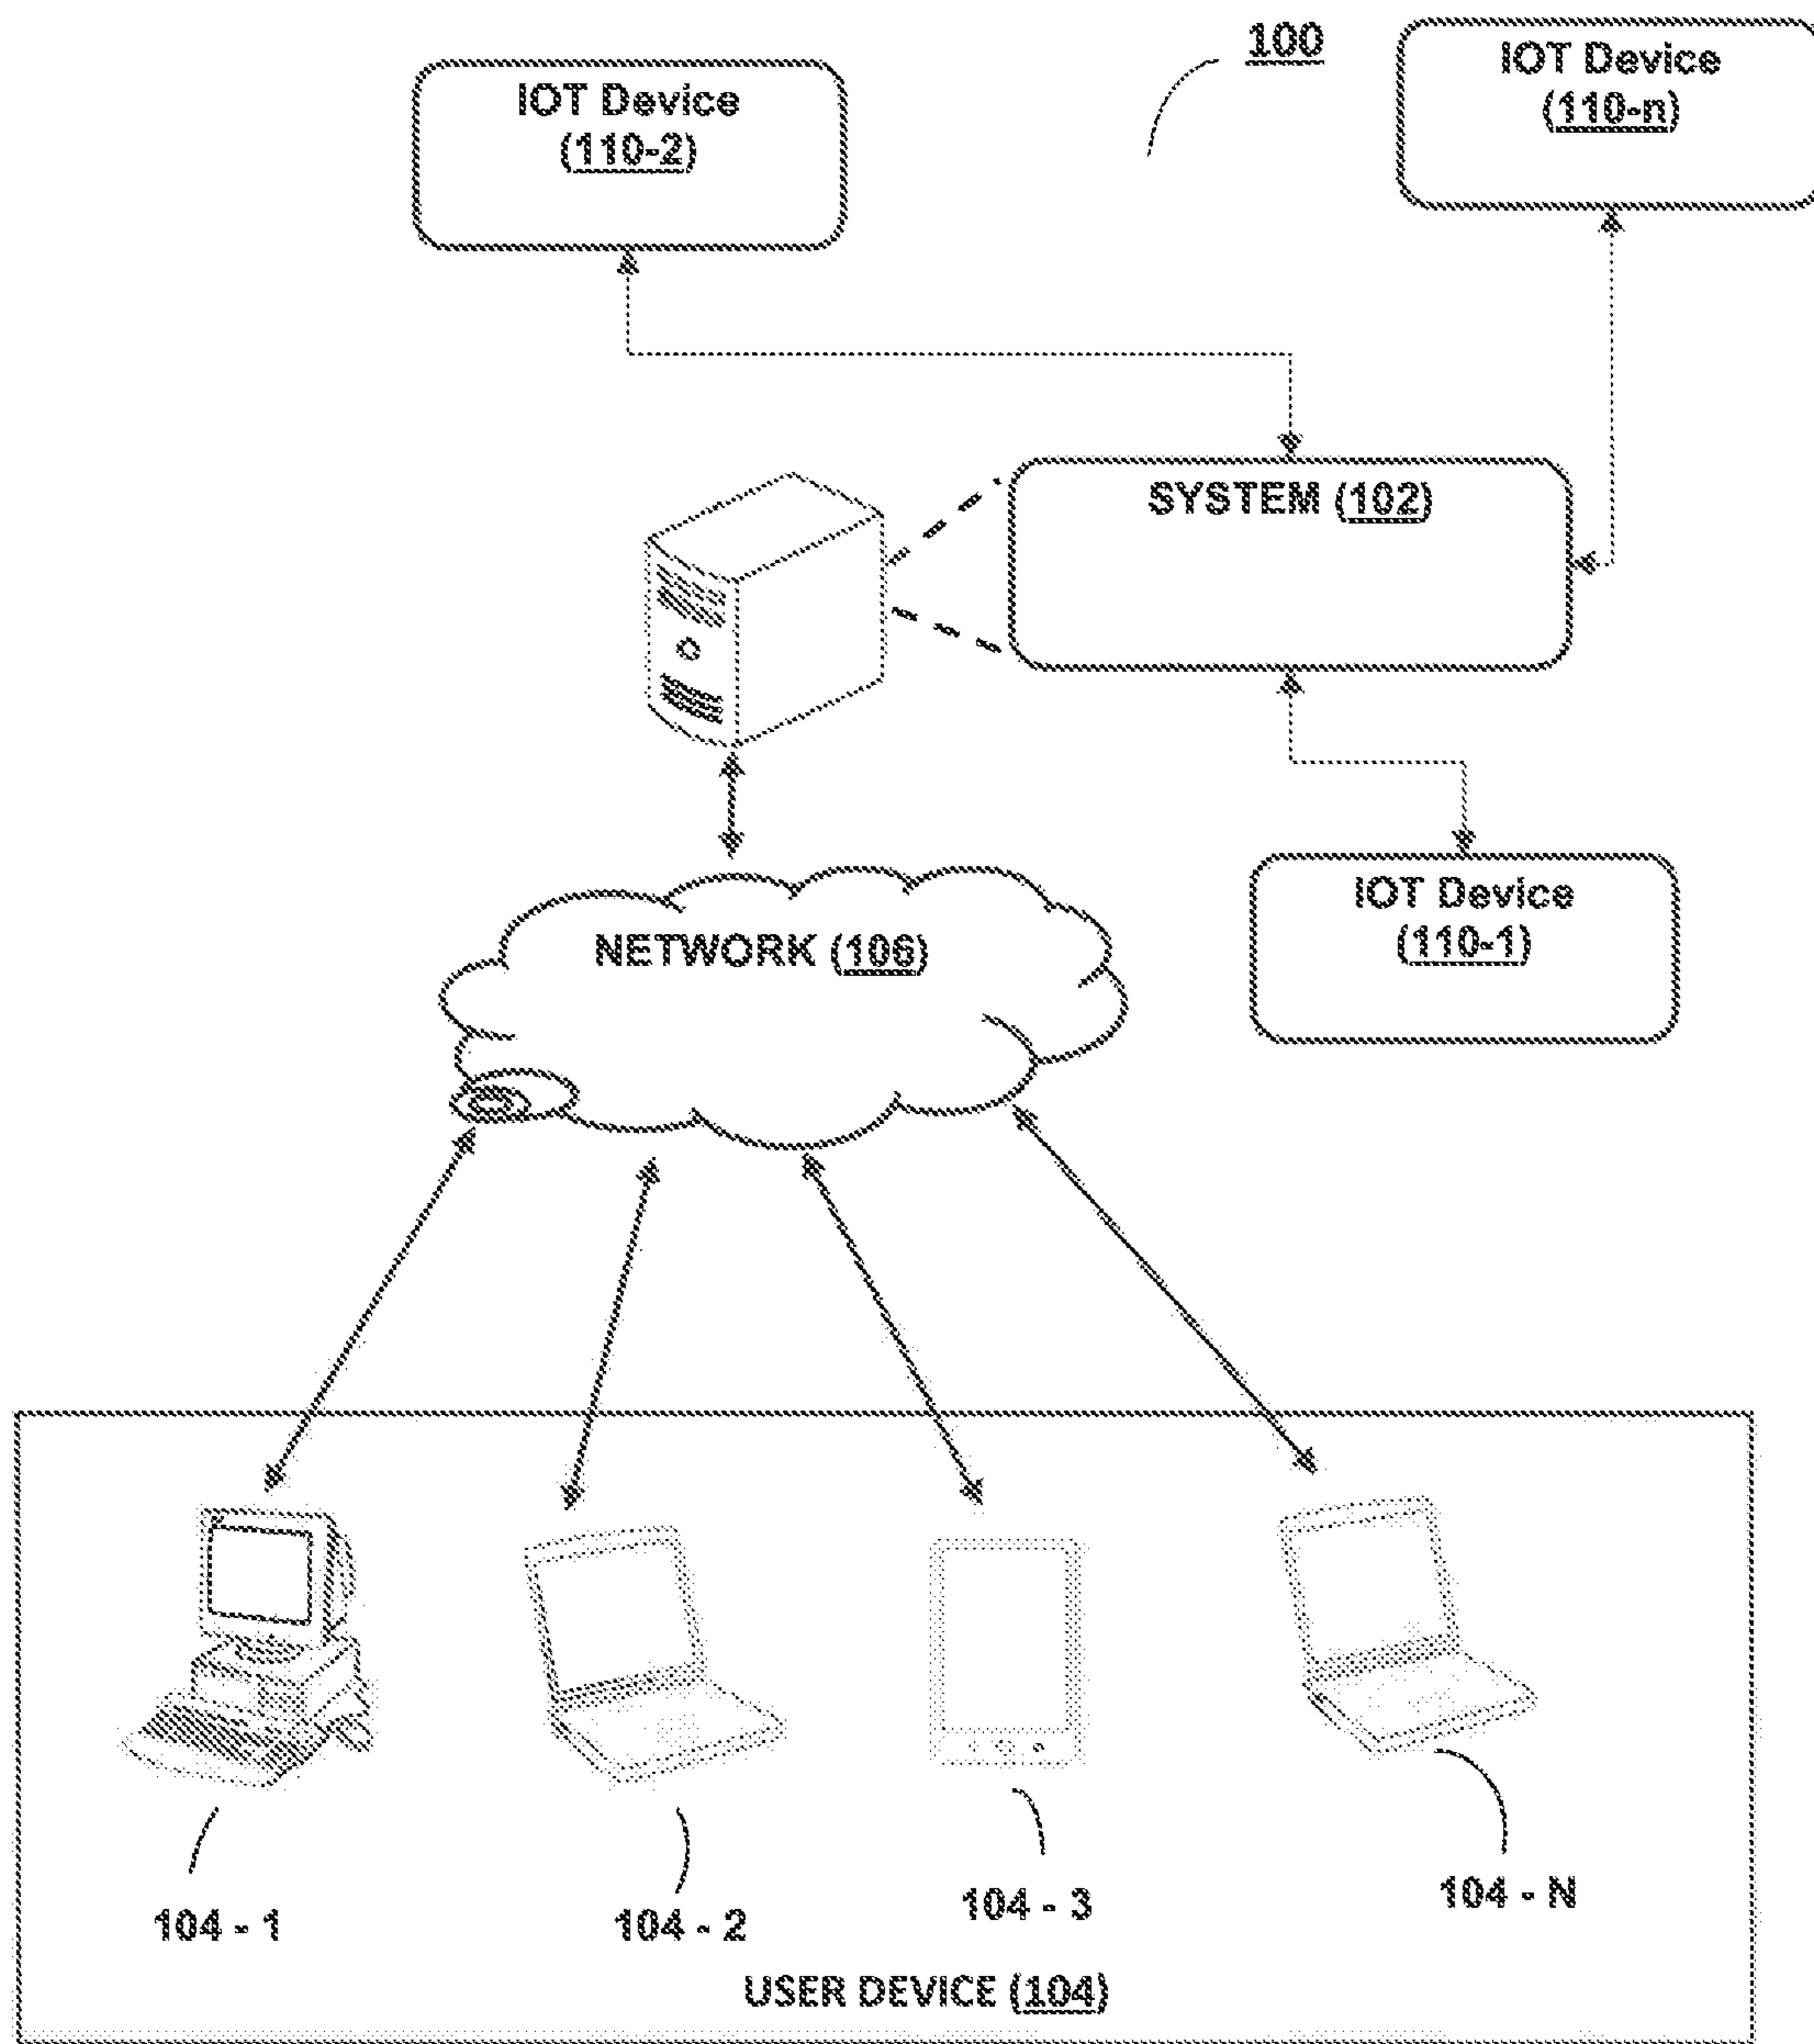 100
IOT Device
(110-n)
IOT Device
(110-2)
SYSTEM (102)
IOT Device
(110-1)
NETWORK (106)
104 - 1
104 - 2
104 - 3
104 - N
USER DEVICE (104)